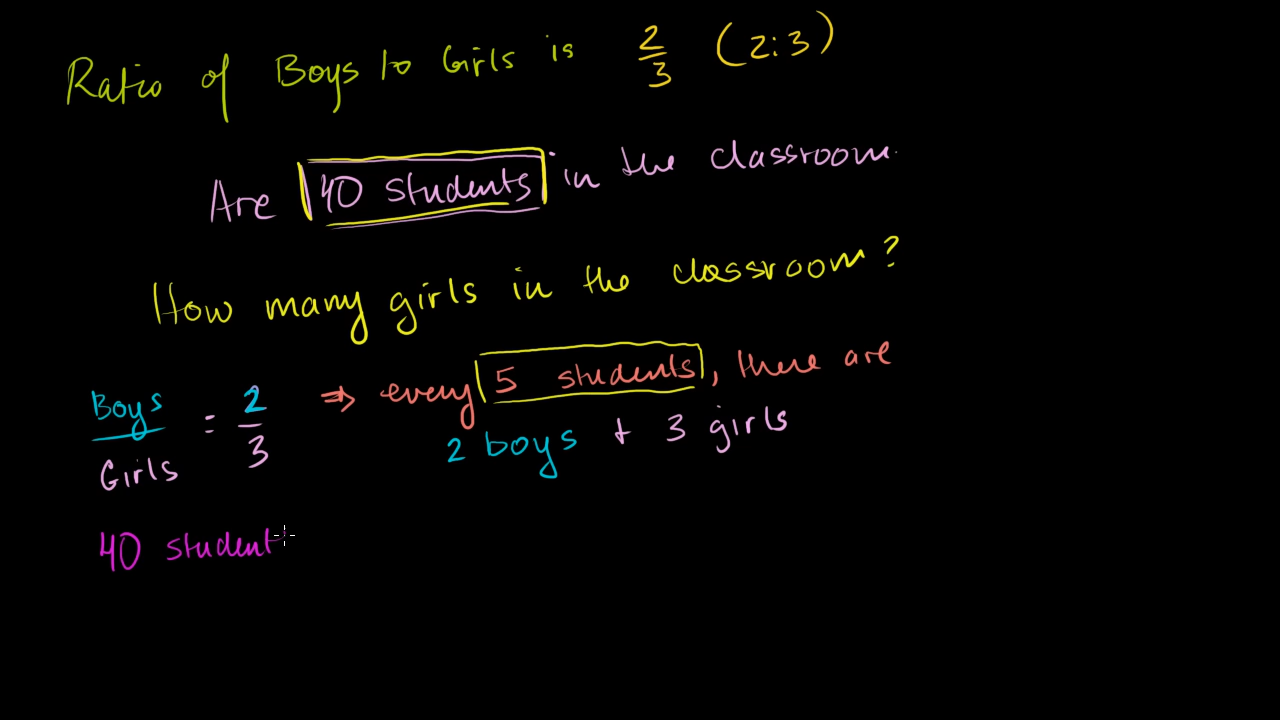 Ratio of Boys to Girls is 2/3 (2:3)
Are 40 students in the classroom.
How many girls in the classroom?
Boys/Girls = 2/3 ⇒ every 5 students, there are
2 boys + 3 girls
40 student